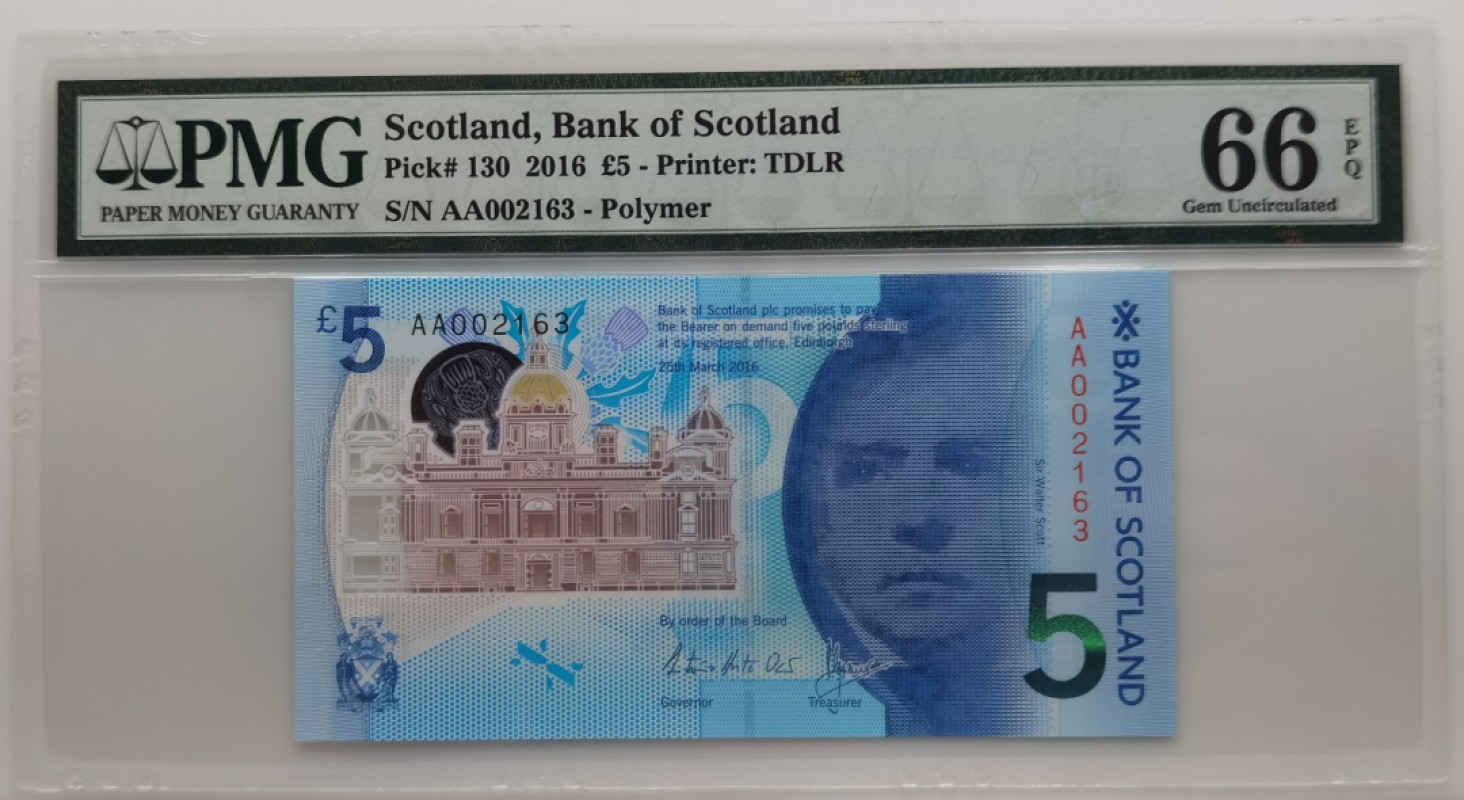 PMG
PAPER MONEY GUARANTY
Scotland, Bank of Scotland
Pick# 130 2016 £5 - Printer: TDLR
S/N AA002163 - Polymer
66
EPQ
Gem Uncirculated
£5
AA002163
Bank of Scotland plc promises to pay
the Bearer on demand five pounds sterling
at its registered office, Edinburgh
25th March 2016
5
By order of the Board
Governor
Treasurer
Sir Walter Scott
AA002163
BANK OF SCOTLAND
5